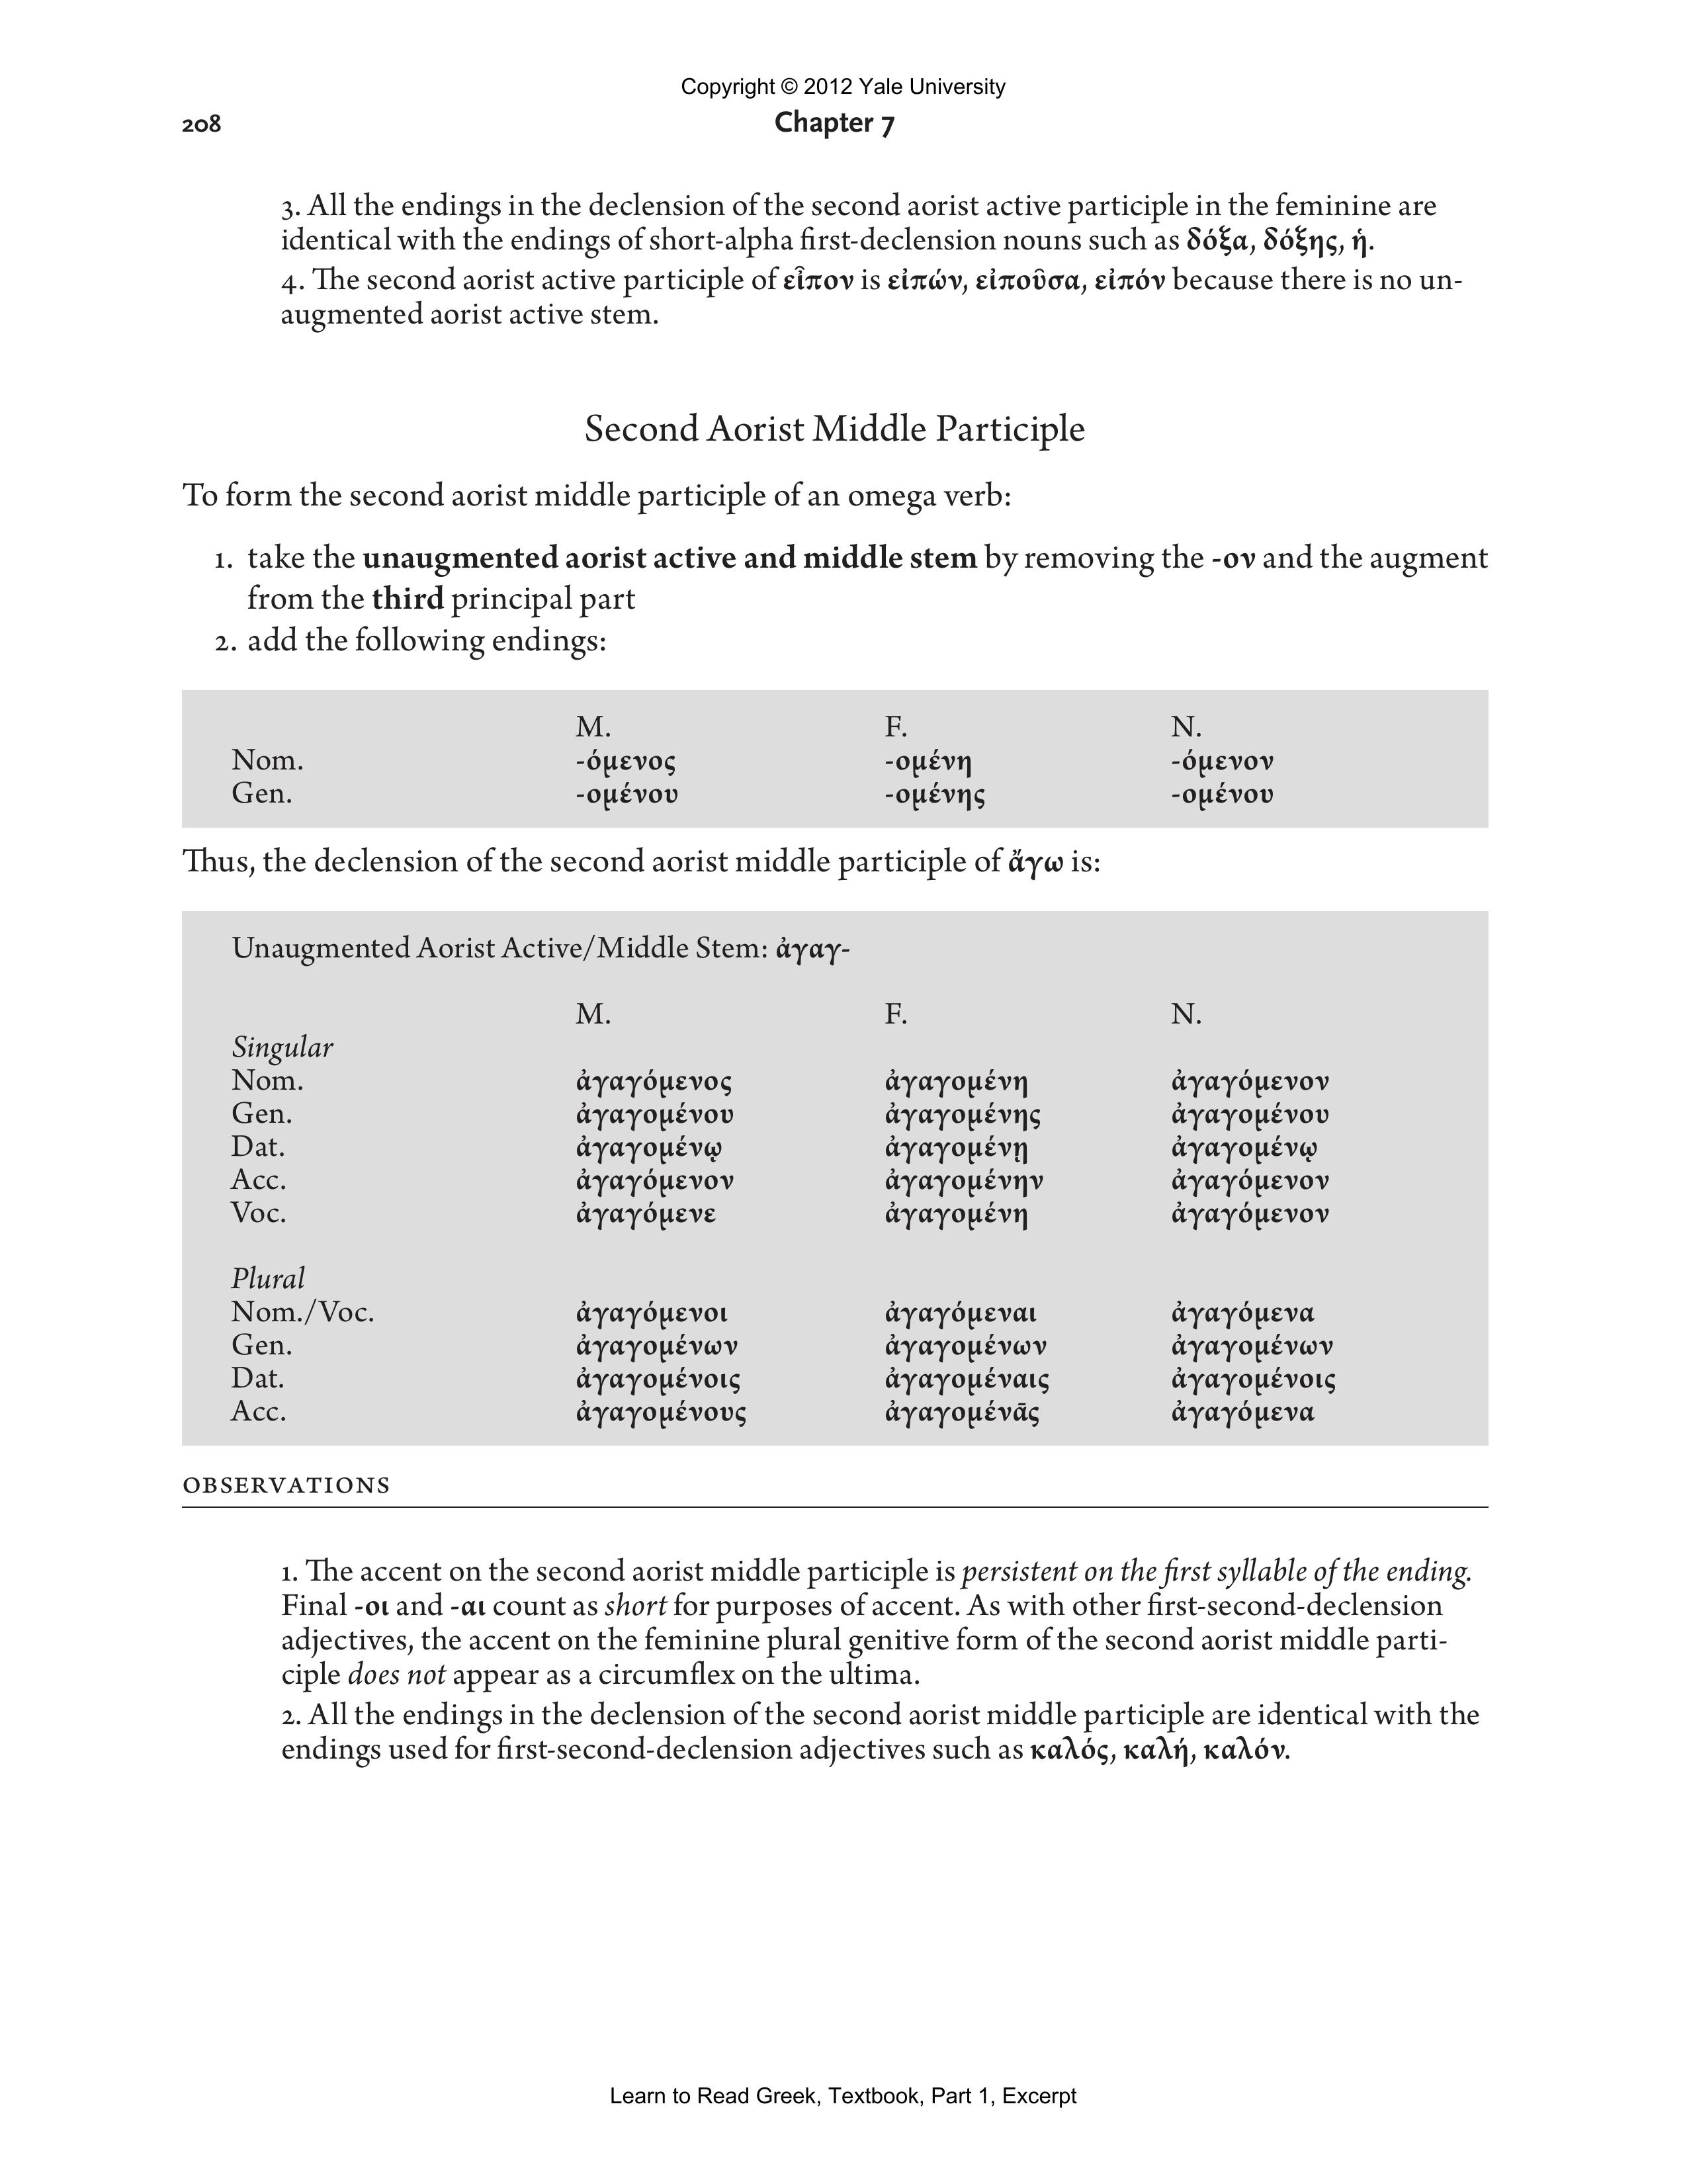 Copyright © 2012 Yale University
208 Chapter 7
3. All the endings in the declension of the second aorist active participle in the feminine are
identical with the endings of short-alpha first-declension nouns such as δόξα, δόξης, ἡ.
4. The second aorist active participle of εἶπον is εἰπών, εἰποῦσα, εἰπόν because there is no un-
augmented aorist active stem.
Second Aorist Middle Participle
To form the second aorist middle participle of an omega verb:
1. take the unaugmented aorist active and middle stem by removing the -ον and the augment
from the third principal part
2. add the following endings:
M. F. N.
Nom. -όμενος -ομένη -όμενον
Gen. -ομένου -ομένης -ομένου
Thus, the declension of the second aorist middle participle of ἄγω is:
Unaugmented Aorist Active/Middle Stem: ἀγαγ-
M. F. N.
Singular
Nom. ἀγαγόμενος ἀγαγομένη ἀγαγόμενον
Gen. ἀγαγομένου ἀγαγομένης ἀγαγομένου
Dat. ἀγαγομένῳ ἀγαγομένῃ ἀγαγομένῳ
Acc. ἀγαγόμενον ἀγαγομένην ἀγαγόμενον
Voc. ἀγαγόμενε ἀγαγομένη ἀγαγόμενον
Plural
Nom./Voc. ἀγαγόμενοι ἀγαγόμεναι ἀγαγόμενα
Gen. ἀγαγομένων ἀγαγομένων ἀγαγομένων
Dat. ἀγαγομένοις ἀγαγομέναις ἀγαγομένοις
Acc. ἀγαγομένους ἀγαγομένᾱς ἀγαγόμενα
OBSERVATIONS
1. The accent on the second aorist middle participle is persistent on the first syllable of the ending.
Final -οι and -αι count as short for purposes of accent. As with other first-second-declension
adjectives, the accent on the feminine plural genitive form of the second aorist middle parti-
ciple does not appear as a circumflex on the ultima.
2. All the endings in the declension of the second aorist middle participle are identical with the
endings used for first-second-declension adjectives such as καλός, καλή, καλόν.
Learn to Read Greek, Textbook, Part 1, Excerpt